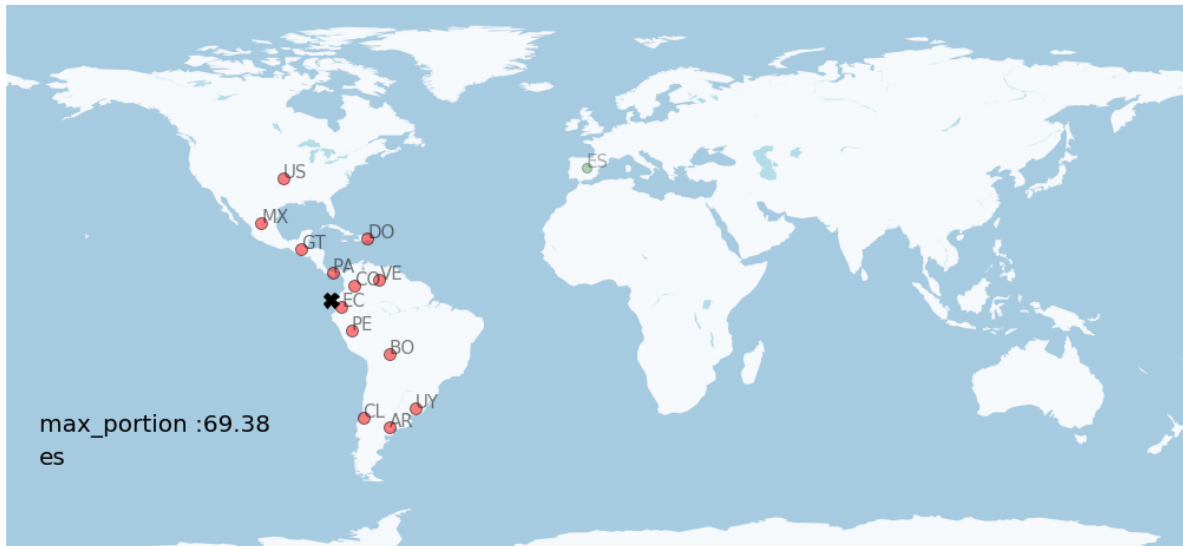 ES
US
MX
DO
GT
PA
CO VE
EC
PE
BO
CL UY
AR
max_portion :69.38
es